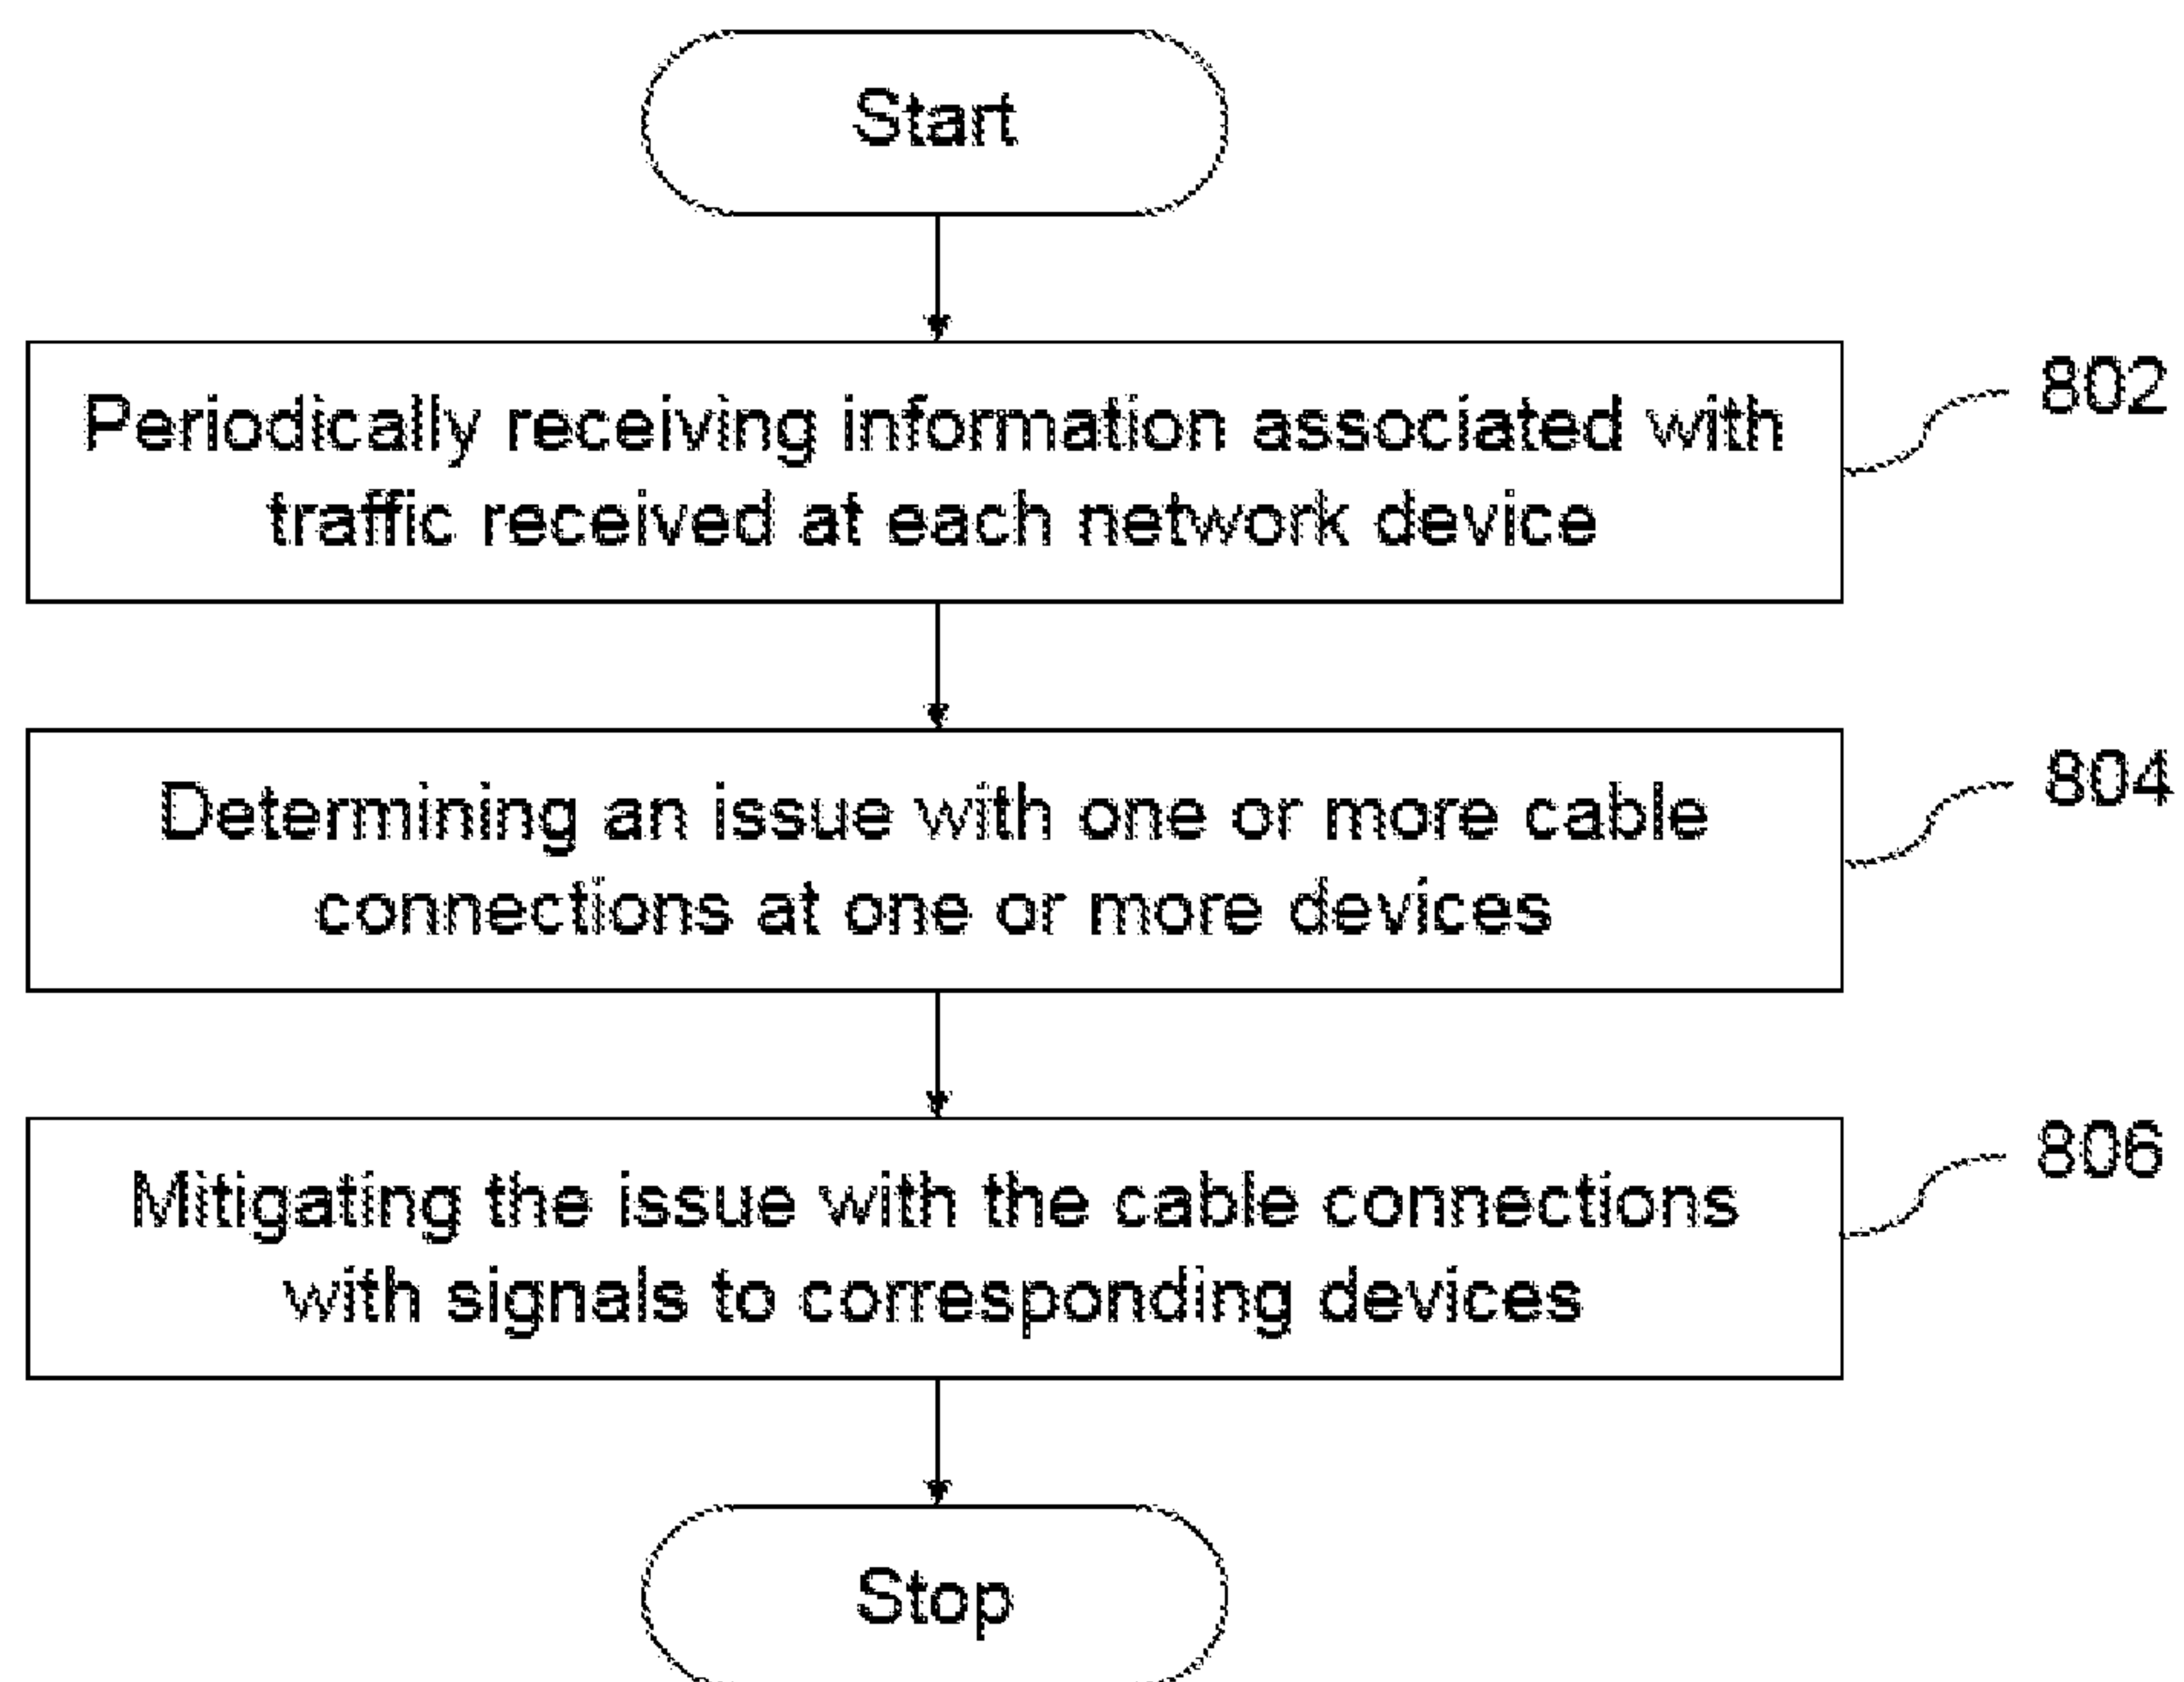 Start
Periodically receiving information associated with
traffic received at each network device
802
Determining an issue with one or more cable
connections at one or more devices
804
Mitigating the issue with the cable connections
with signals to corresponding devices
806
Stop